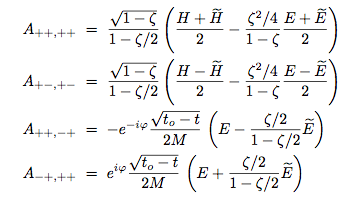 A_{++,++} = \frac{\sqrt{1-\zeta}}{1-\zeta/2} \left( \frac{H+\widetilde{H}}{2} - \frac{\zeta^2/4}{1-\zeta} \frac{E+\widetilde{E}}{2} \right)
A_{+-,+-} = \frac{\sqrt{1-\zeta}}{1-\zeta/2} \left( \frac{H-\widetilde{H}}{2} - \frac{\zeta^2/4}{1-\zeta} \frac{E-\widetilde{E}}{2} \right)
A_{++,-+} = -e^{-i\varphi} \frac{\sqrt{t_o-t}}{2M} \left( E - \frac{\zeta/2}{1-\zeta/2} \widetilde{E} \right)
A_{-+,++} = e^{i\varphi} \frac{\sqrt{t_o-t}}{2M} \left( E + \frac{\zeta/2}{1-\zeta/2} \widetilde{E} \right)